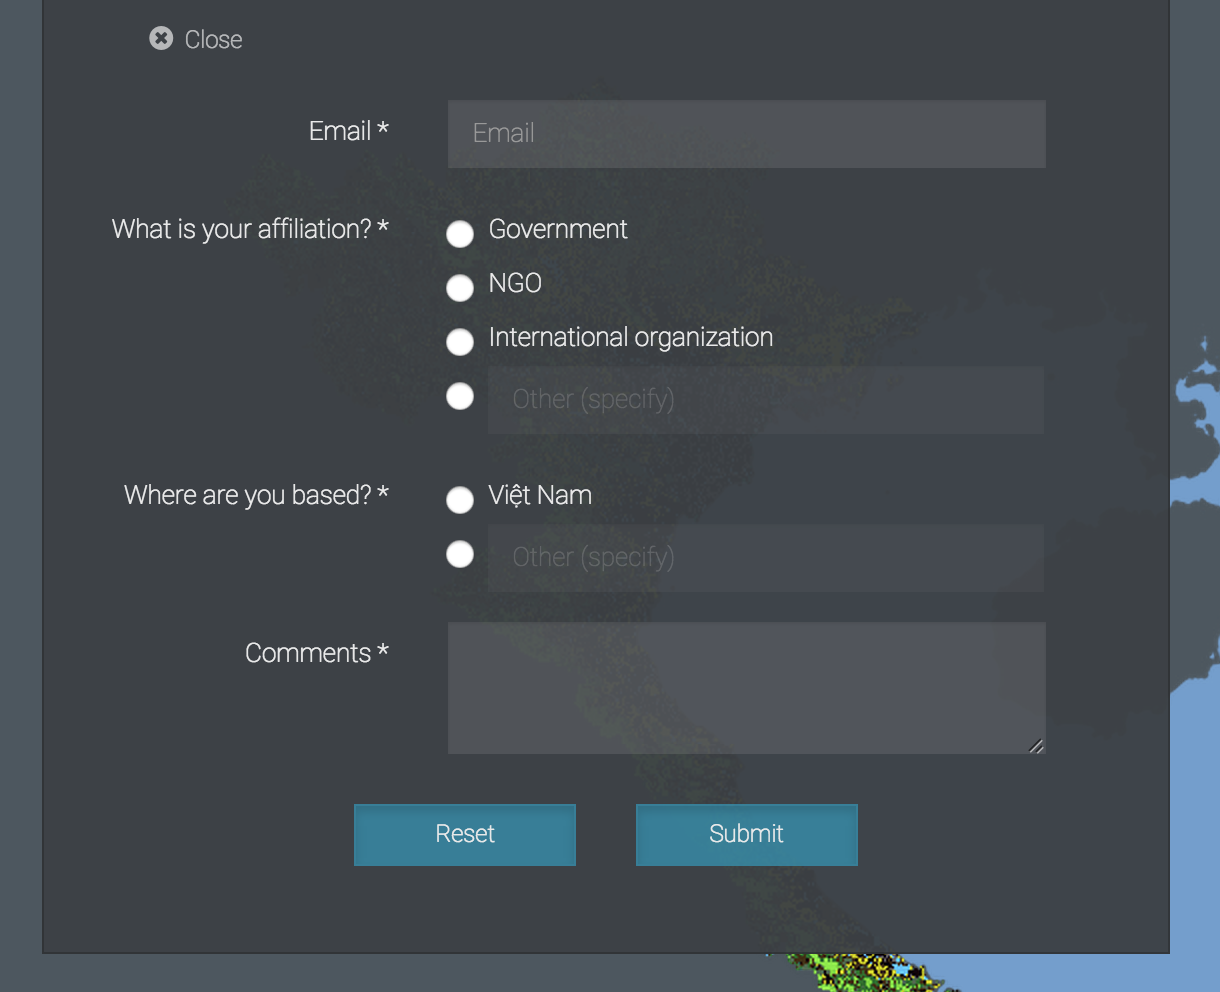 Close
Email *
Email
What is your affiliation? *
Government
NGO
International organization
Other (specify)
Where are you based? *
Việt Nam
Other (specify)
Comments *
Reset
Submit